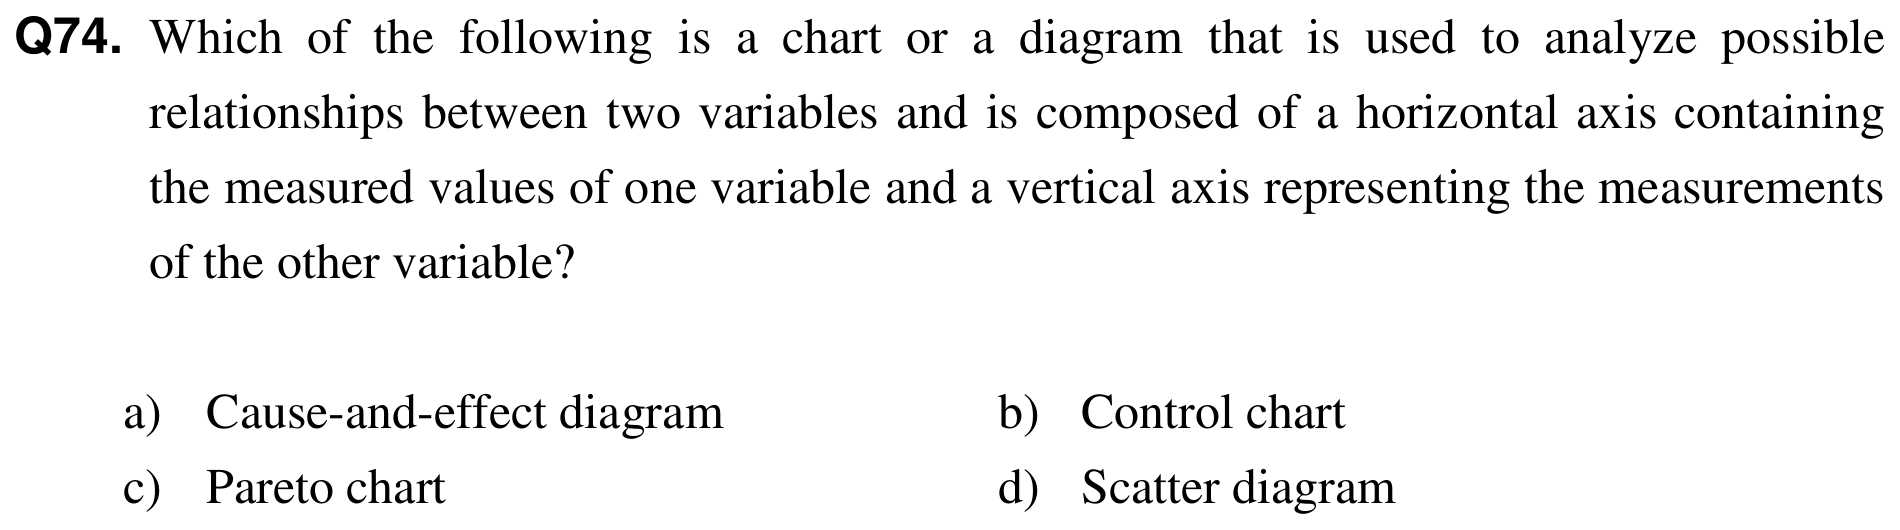 Q74. Which of the following is a chart or a diagram that is used to analyze possible
relationships between two variables and is composed of a horizontal axis containing
the measured values of one variable and a vertical axis representing the measurements
of the other variable?
a) Cause-and-effect diagram b) Control chart
c) Pareto chart d) Scatter diagram